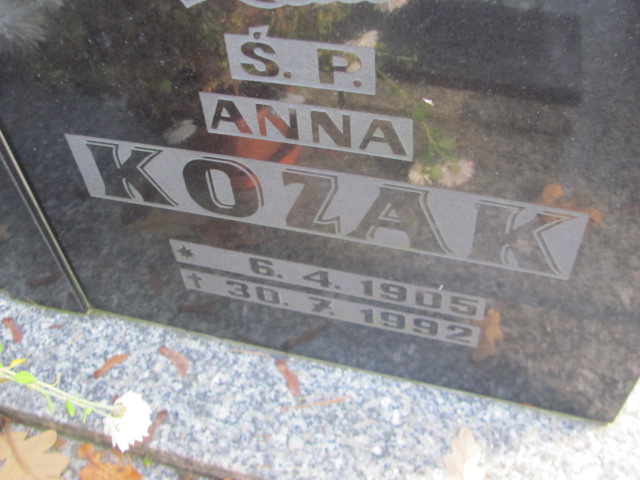 Ś. P.
ANNA
KOZAK
* 6. 4. 1905
† 30. 7. 1992